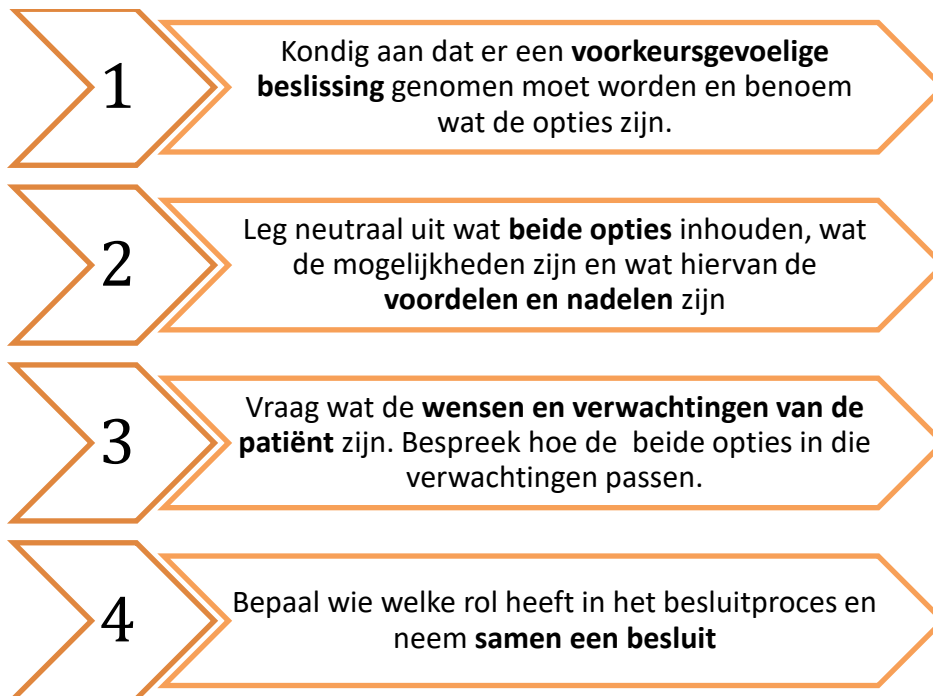 1
Kondig aan dat er een voorkeursgevoelige
beslissing genomen moet worden en benoem
wat de opties zijn.
2
Leg neutraal uit wat beide opties inhouden, wat
de mogelijkheden zijn en wat hiervan de
voordelen en nadelen zijn
3
Vraag wat de wensen en verwachtingen van de
patiënt zijn. Bespreek hoe de  beide opties in die
verwachtingen passen.
4
Bepaal wie welke rol heeft in het besluitproces en
neem samen een besluit